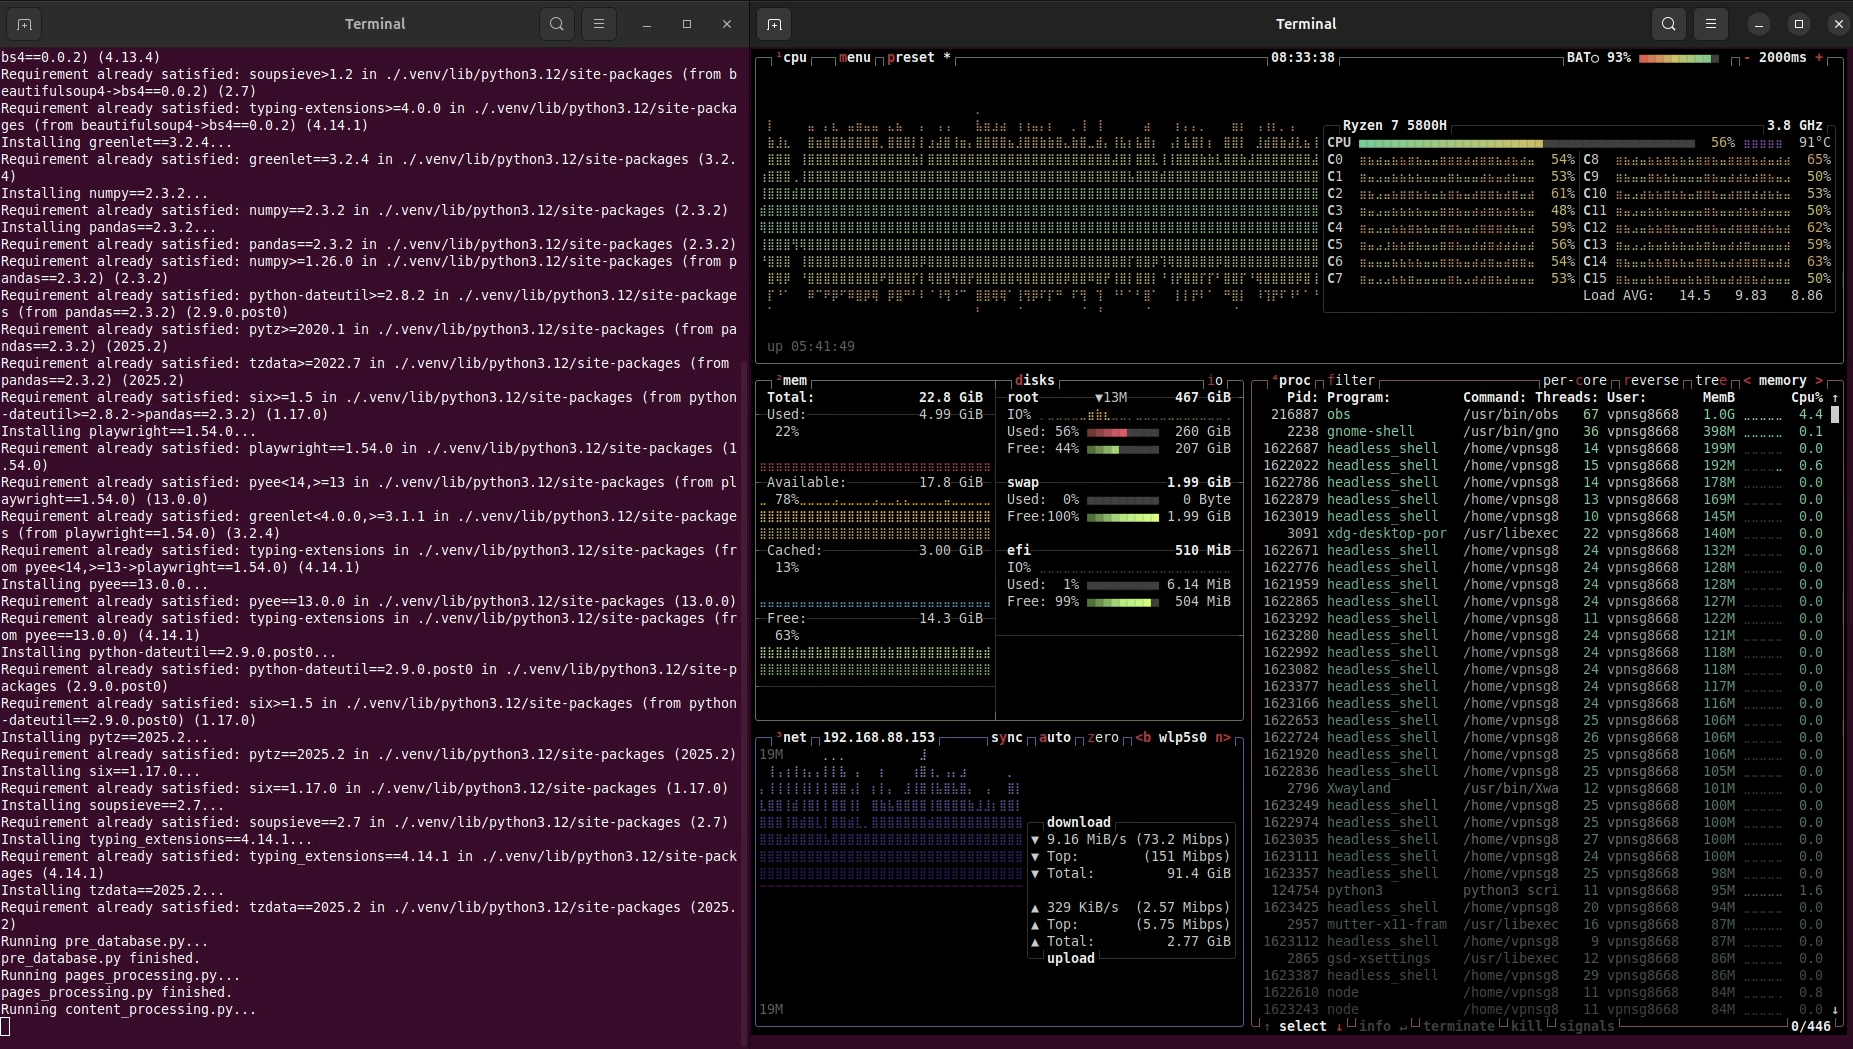 Terminal
bs4==0.0.2) (4.13.4)
Requirement already satisfied: soupsieve>1.2 in ./.venv/lib/python3.12/site-packages (from b
eautifulsoup4->bs4==0.0.2) (2.7)
Requirement already satisfied: typing-extensions>=4.0.0 in ./.venv/lib/python3.12/site-packa
ges (from beautifulsoup4->bs4==0.0.2) (4.14.1)
Installing greenlet==3.2.4...
Requirement already satisfied: greenlet==3.2.4 in ./.venv/lib/python3.12/site-packages (3.2.
4)
Installing numpy==2.3.2...
Requirement already satisfied: numpy==2.3.2 in ./.venv/lib/python3.12/site-packages (2.3.2)
Installing pandas==2.3.2...
Requirement already satisfied: pandas==2.3.2 in ./.venv/lib/python3.12/site-packages (2.3.2)
Requirement already satisfied: numpy>=1.26.0 in ./.venv/lib/python3.12/site-packages (from p
andas==2.3.2) (2.3.2)
Requirement already satisfied: python-dateutil>=2.8.2 in ./.venv/lib/python3.12/site-package
s (from pandas==2.3.2) (2.9.0.post0)
Requirement already satisfied: pytz>=2020.1 in ./.venv/lib/python3.12/site-packages (from pa
ndas==2.3.2) (2025.2)
Requirement already satisfied: tzdata>=2022.7 in ./.venv/lib/python3.12/site-packages (from
pandas==2.3.2) (2025.2)
Requirement already satisfied: six>=1.5 in ./.venv/lib/python3.12/site-packages (from python
-dateutil>=2.8.2->pandas==2.3.2) (1.17.0)
Installing playwright==1.54.0...
Requirement already satisfied: playwright==1.54.0 in ./.venv/lib/python3.12/site-packages (1
.54.0)
Requirement already satisfied: pyee<14,>=13 in ./.venv/lib/python3.12/site-packages (from pl
aywright==1.54.0) (13.0.0)
Requirement already satisfied: greenlet<4.0.0,>=3.1.1 in ./.venv/lib/python3.12/site-package
s (from playwright==1.54.0) (3.2.4)
Requirement already satisfied: typing-extensions in ./.venv/lib/python3.12/site-packages (fr
om pyee<14,>=13->playwright==1.54.0) (4.14.1)
Installing pyee==13.0.0...
Requirement already satisfied: pyee==13.0.0 in ./.venv/lib/python3.12/site-packages (13.0.0)
Requirement already satisfied: typing-extensions in ./.venv/lib/python3.12/site-packages (fr
om pyee==13.0.0) (4.14.1)
Installing python-dateutil==2.9.0.post0...
Requirement already satisfied: python-dateutil==2.9.0.post0 in ./.venv/lib/python3.12/site-p
ackages (2.9.0.post0)
Requirement already satisfied: six>=1.5 in ./.venv/lib/python3.12/site-packages (from python
-dateutil==2.9.0.post0) (1.17.0)
Installing pytz==2025.2...
Requirement already satisfied: pytz==2025.2 in ./.venv/lib/python3.12/site-packages (2025.2)
Installing six==1.17.0...
Requirement already satisfied: six==1.17.0 in ./.venv/lib/python3.12/site-packages (1.17.0)
Installing soupsieve==2.7...
Requirement already satisfied: soupsieve==2.7 in ./.venv/lib/python3.12/site-packages (2.7)
Installing typing_extensions==4.14.1...
Requirement already satisfied: typing_extensions==4.14.1 in ./.venv/lib/python3.12/site-pack
ages (4.14.1)
Installing tzdata==2025.2...
Requirement already satisfied: tzdata==2025.2 in ./.venv/lib/python3.12/site-packages (2025.
2)
Running pre_database.py...
pre_database.py finished.
Running pages_processing.py...
pages_processing.py finished.
Running content_processing.py...
Terminal
¹cpu menu preset * 08:33:38 BAT○ 93% - 2000ms +
Ryzen 7 5800H 3.8 GHz
CPU 56% 91°C
C0 54% C8 65%
C1 53% C9 50%
C2 61% C10 53%
C3 48% C11 50%
C4 59% C12 62%
C5 56% C13 59%
C6 54% C14 63%
C7 53% C15 50%
Load AVG: 14.5 9.83 8.86
up 05:41:49
²mem
Total: 22.8 GiB
Used: 4.99 GiB
22%
Available: 17.8 GiB
78%
Cached: 3.00 GiB
13%
Free: 14.3 GiB
63%
disks io
root ▼13M 467 GiB
IO%
Used: 56% 260 GiB
Free: 44% 207 GiB
swap 1.99 GiB
Used: 0% 0 Byte
Free:100% 1.99 GiB
efi 510 MiB
IO%
Used: 1% 6.14 MiB
Free: 99% 504 MiB
³net 192.168.88.153 sync auto zero <b wlp5s0 n>
19M
download
▼ 9.16 MiB/s (73.2 Mibps)
▼ Top: (151 Mibps)
▼ Total: 91.4 GiB
▲ 329 KiB/s (2.57 Mibps)
▲ Top: (5.75 Mibps)
▲ Total: 2.77 GiB
upload
19M
⁴proc filter per-core reverse tree < memory >
Pid: Program: Command: Threads: User: MemB Cpu% ↑
216887 obs /usr/bin/obs 67 vpnsg8668 1.0G 4.4
2238 gnome-shell /usr/bin/gno 36 vpnsg8668 398M 0.1
1622687 headless_shell /home/vpnsg8 14 vpnsg8668 199M 0.0
1622022 headless_shell /home/vpnsg8 15 vpnsg8668 192M 0.6
1622786 headless_shell /home/vpnsg8 14 vpnsg8668 178M 0.0
1622879 headless_shell /home/vpnsg8 13 vpnsg8668 169M 0.0
1623019 headless_shell /home/vpnsg8 10 vpnsg8668 145M 0.0
3091 xdg-desktop-por /usr/libexec 22 vpnsg8668 140M 0.0
1622671 headless_shell /home/vpnsg8 24 vpnsg8668 132M 0.0
1622776 headless_shell /home/vpnsg8 24 vpnsg8668 128M 0.0
1621959 headless_shell /home/vpnsg8 24 vpnsg8668 128M 0.0
1622865 headless_shell /home/vpnsg8 24 vpnsg8668 127M 0.0
1623292 headless_shell /home/vpnsg8 11 vpnsg8668 122M 0.0
1623280 headless_shell /home/vpnsg8 24 vpnsg8668 121M 0.0
1622992 headless_shell /home/vpnsg8 24 vpnsg8668 118M 0.0
1623082 headless_shell /home/vpnsg8 24 vpnsg8668 118M 0.0
1623377 headless_shell /home/vpnsg8 24 vpnsg8668 117M 0.0
1623166 headless_shell /home/vpnsg8 24 vpnsg8668 116M 0.0
1622653 headless_shell /home/vpnsg8 25 vpnsg8668 106M 0.0
1622724 headless_shell /home/vpnsg8 26 vpnsg8668 106M 0.0
1621920 headless_shell /home/vpnsg8 25 vpnsg8668 106M 0.0
1622836 headless_shell /home/vpnsg8 25 vpnsg8668 105M 0.0
2796 Xwayland /usr/bin/Xwa 12 vpnsg8668 101M 0.0
1623249 headless_shell /home/vpnsg8 25 vpnsg8668 100M 0.0
1622974 headless_shell /home/vpnsg8 25 vpnsg8668 100M 0.0
1623035 headless_shell /home/vpnsg8 27 vpnsg8668 100M 0.0
1623111 headless_shell /home/vpnsg8 24 vpnsg8668 100M 0.0
1623357 headless_shell /home/vpnsg8 25 vpnsg8668 98M 0.0
124754 python3 python3 scri 11 vpnsg8668 95M 1.6
1623425 headless_shell /home/vpnsg8 20 vpnsg8668 94M 0.0
2957 mutter-x11-fram /usr/libexec 16 vpnsg8668 87M 0.0
1623112 headless_shell /home/vpnsg8 9 vpnsg8668 87M 0.0
2865 gsd-xsettings /usr/libexec 12 vpnsg8668 86M 0.0
1623387 headless_shell /home/vpnsg8 29 vpnsg8668 86M 0.0
1622610 node /home/vpnsg8 11 vpnsg8668 84M 0.8
1623243 node /home/vpnsg8 11 vpnsg8668 84M 0.0 ↓
↑ select ↓ info ↵ terminate kill signals 0/446